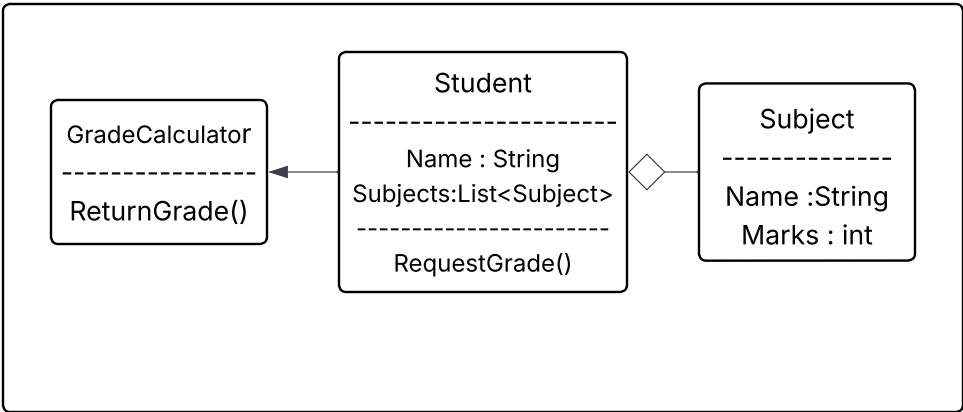 GradeCalculator
------------------
ReturnGrade()
Student
-------------------------
Name : String
Subjects:List<Subject>
-------------------------
RequestGrade()
Subject
----------------
Name :String
Marks : int